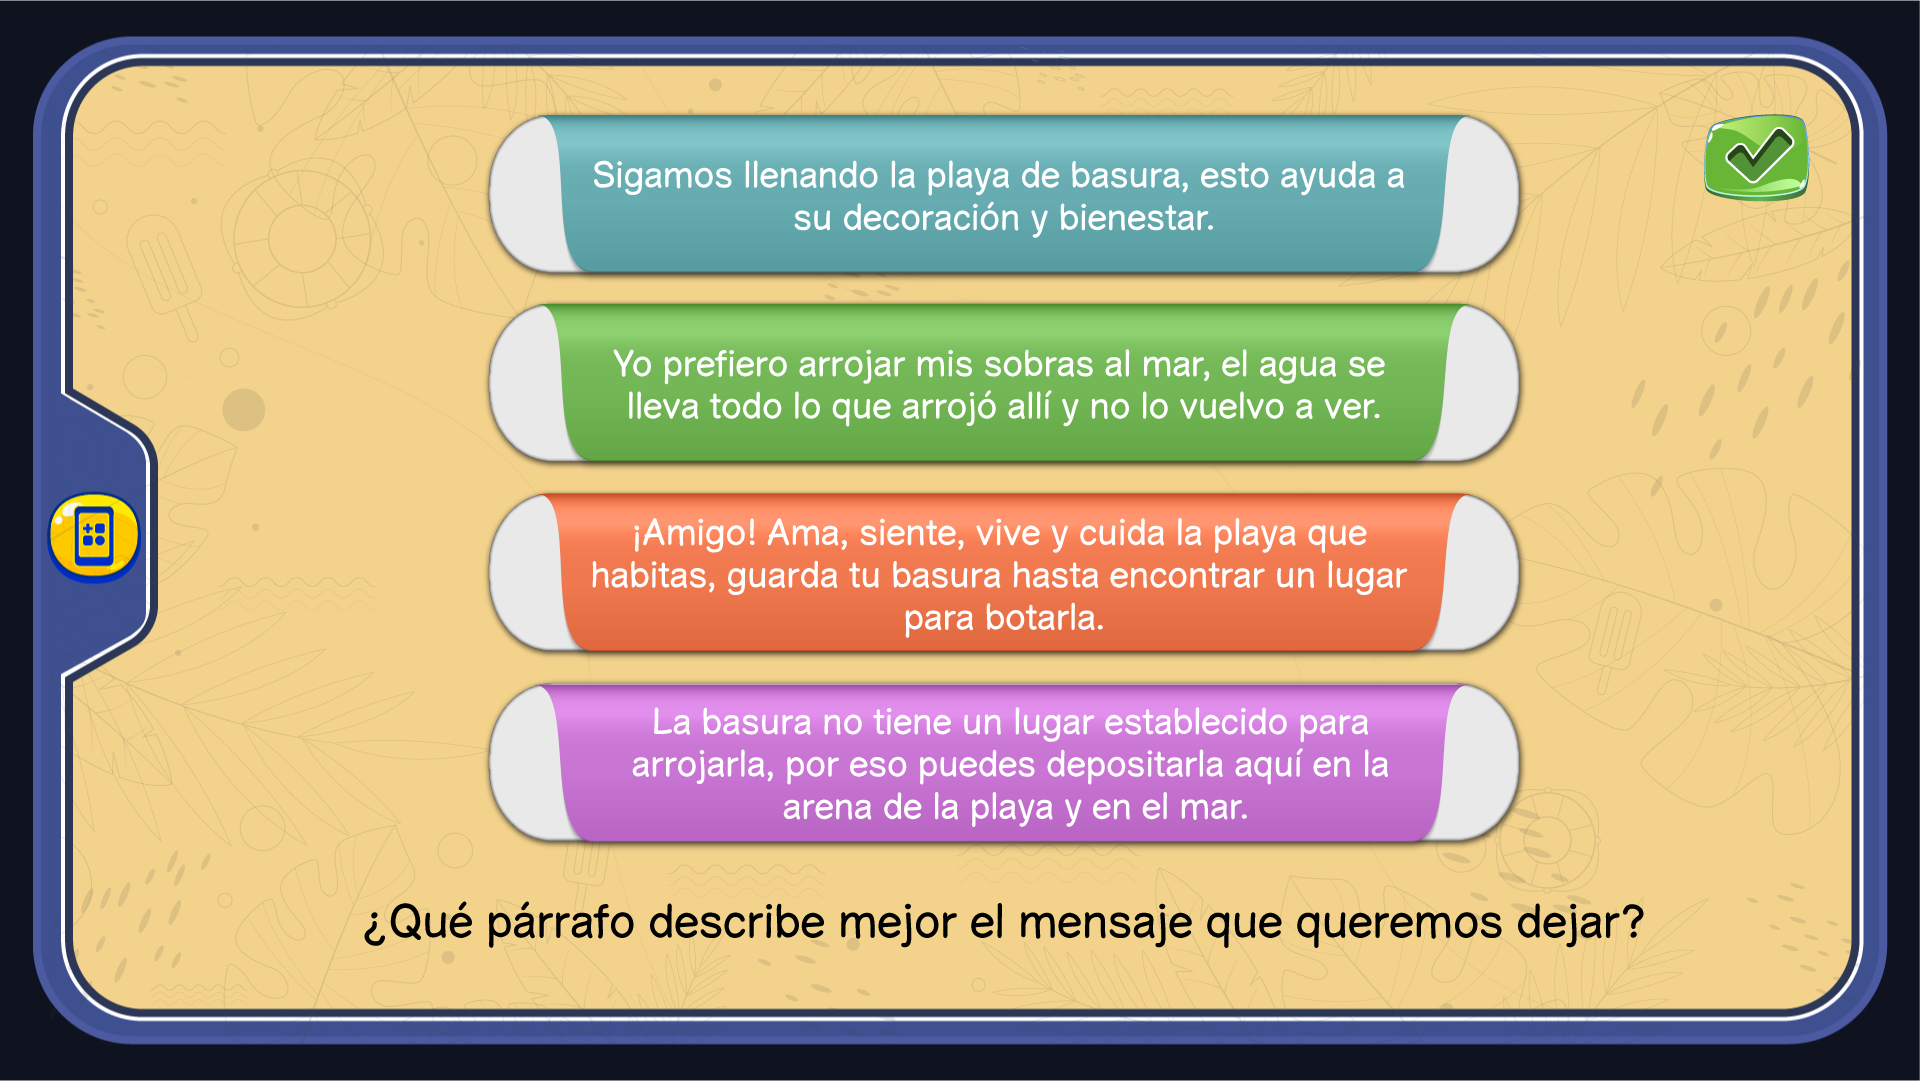 Sigamos llenando la playa de basura, esto ayuda a
su decoración y bienestar.
Yo prefiero arrojar mis sobras al mar, el agua se
lleva todo lo que arrojó allí y no lo vuelvo a ver.
¡Amigo! Ama, siente, vive y cuida la playa que
habitas, guarda tu basura hasta encontrar un lugar
para botarla.
La basura no tiene un lugar establecido para
arrojarla, por eso puedes depositarla aquí en la
arena de la playa y en el mar.
¿Qué párrafo describe mejor el mensaje que queremos dejar?